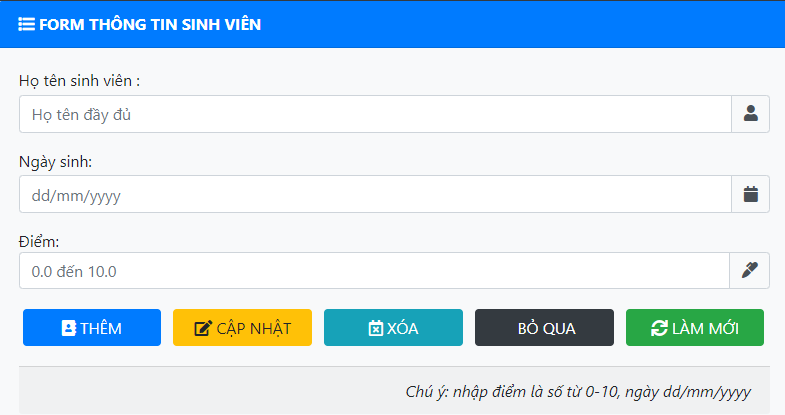 FORM THÔNG TIN SINH VIÊN
Họ tên sinh viên :
Họ tên đầy đủ
Ngày sinh:
dd/mm/yyyy
Điểm:
0.0 đến 10.0
THÊM CẬP NHẬT XÓA BỎ QUA LÀM MỚI
Chú ý: nhập điểm là số từ 0-10, ngày dd/mm/yyyy